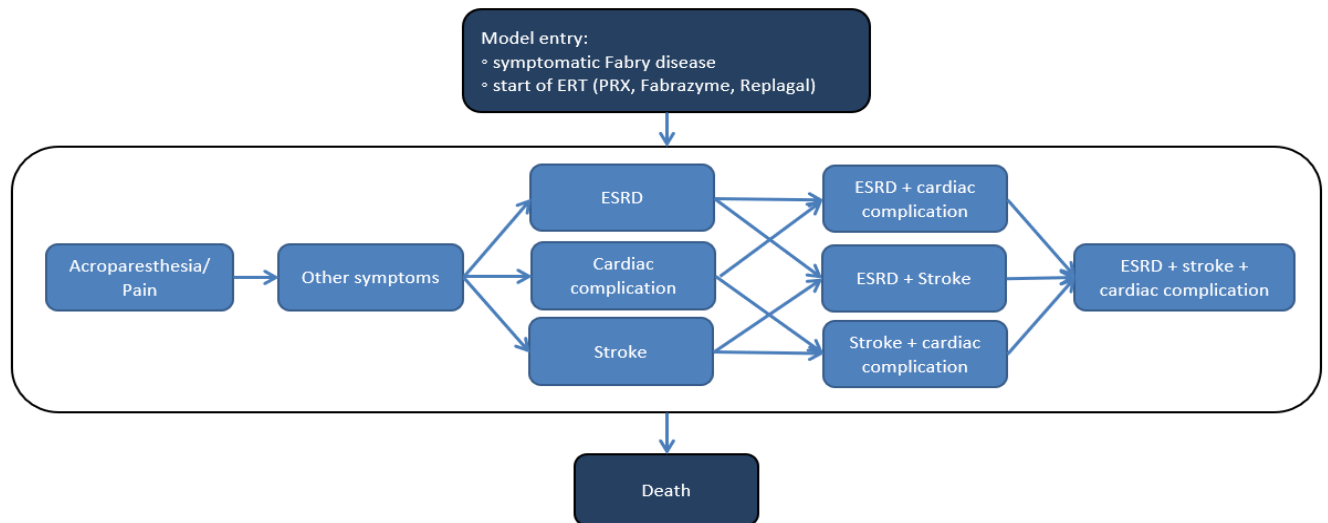 Model entry:
◦ symptomatic Fabry disease
◦ start of ERT (PRX, Fabrazyme, Replagal)
Acroparesthesia/
Pain
Other symptoms
ESRD
Cardiac
complication
Stroke
ESRD + cardiac
complication
ESRD + Stroke
Stroke + cardiac
complication
ESRD + stroke +
cardiac complication
Death